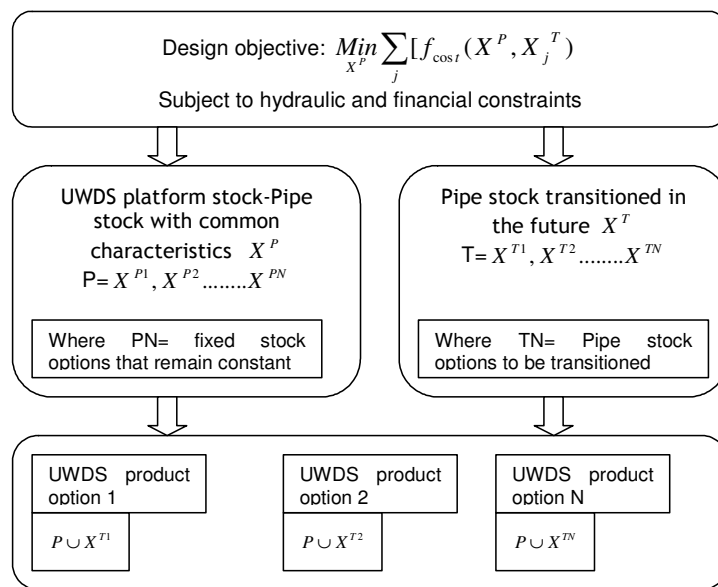 Design objective: Min X^P ∑ j [f_cost (X^P, X_j^T)
Subject to hydraulic and financial constraints
UWDS platform stock-Pipe
stock with common
characteristics X^P
P= X^P1, X^P2 ........ X^PN
Where PN= fixed stock
options that remain constant
Pipe stock transitioned in
the future X^T
T= X^T1, X^T2 ........ X^TN
Where TN= Pipe stock
options to be transitioned
UWDS product
option 1
P ∪ X^T1
UWDS product
option 2
P ∪ X^T2
UWDS product
option N
P ∪ X^TN